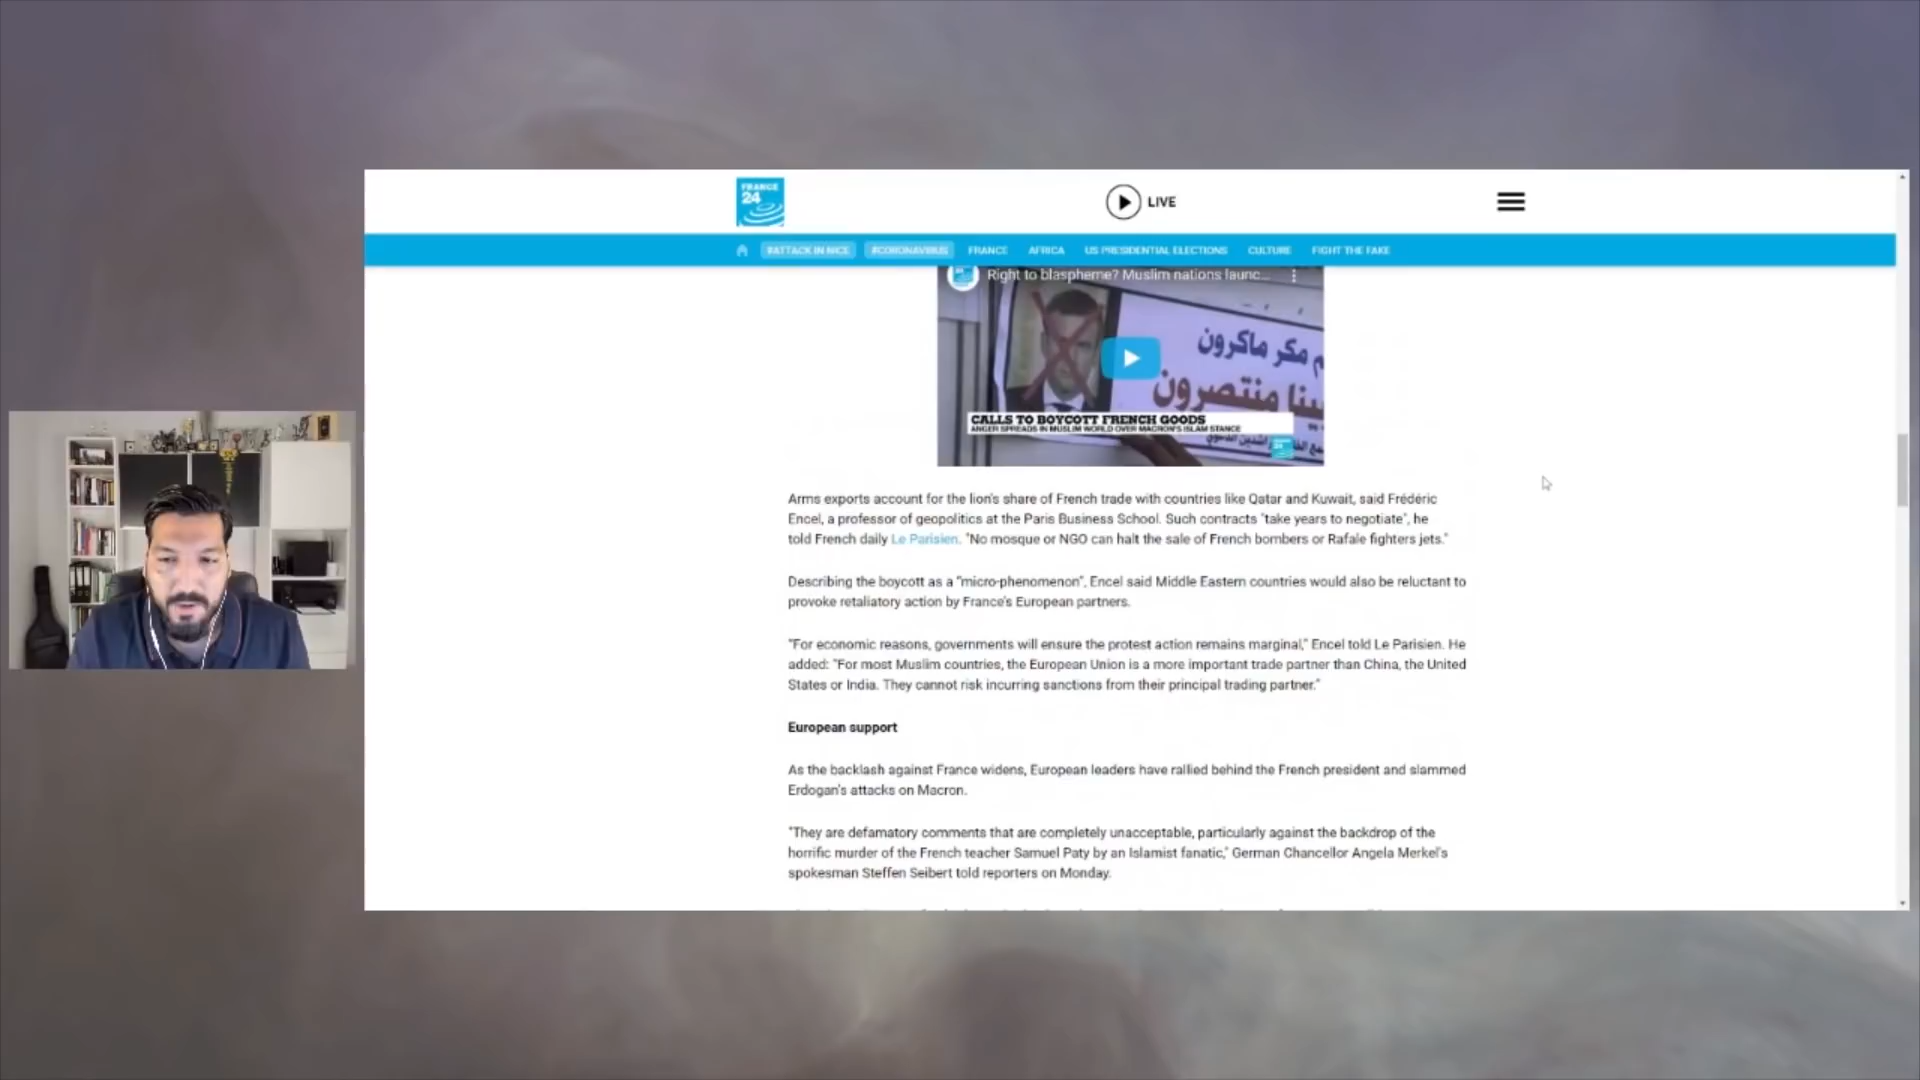 FRANCE
24
LIVE
#ATTACK IN NICE #CORONAVIRUS FRANCE AFRICA US PRESIDENTIAL ELECTIONS CULTURE FIGHT THE FAKE
Right to blaspheme? Muslim nations launc...
مكر ماكرون
منتصرون
CALLS TO BOYCOTT FRENCH GOODS
ANGER SPREADS IN MUSLIM WORLD OVER MACRON'S ISLAM STANCE
Arms exports account for the lion's share of French trade with countries like Qatar and Kuwait, said Frédéric
Encel, a professor of geopolitics at the Paris Business School. Such contracts "take years to negotiate", he
told French daily Le Parisien. "No mosque or NGO can halt the sale of French bombers or Rafale fighters jets."
Describing the boycott as a "micro-phenomenon", Encel said Middle Eastern countries would also be reluctant to
provoke retaliatory action by France's European partners.
"For economic reasons, governments will ensure the protest action remains marginal," Encel told Le Parisien. He
added: "For most Muslim countries, the European Union is a more important trade partner than China, the United
States or India. They cannot risk incurring sanctions from their principal trading partner."
European support
As the backlash against France widens, European leaders have rallied behind the French president and slammed
Erdogan's attacks on Macron.
"They are defamatory comments that are completely unacceptable, particularly against the backdrop of the
horrific murder of the French teacher Samuel Paty by an Islamist fanatic," German Chancellor Angela Merkel's
spokesman Steffen Seibert told reporters on Monday.